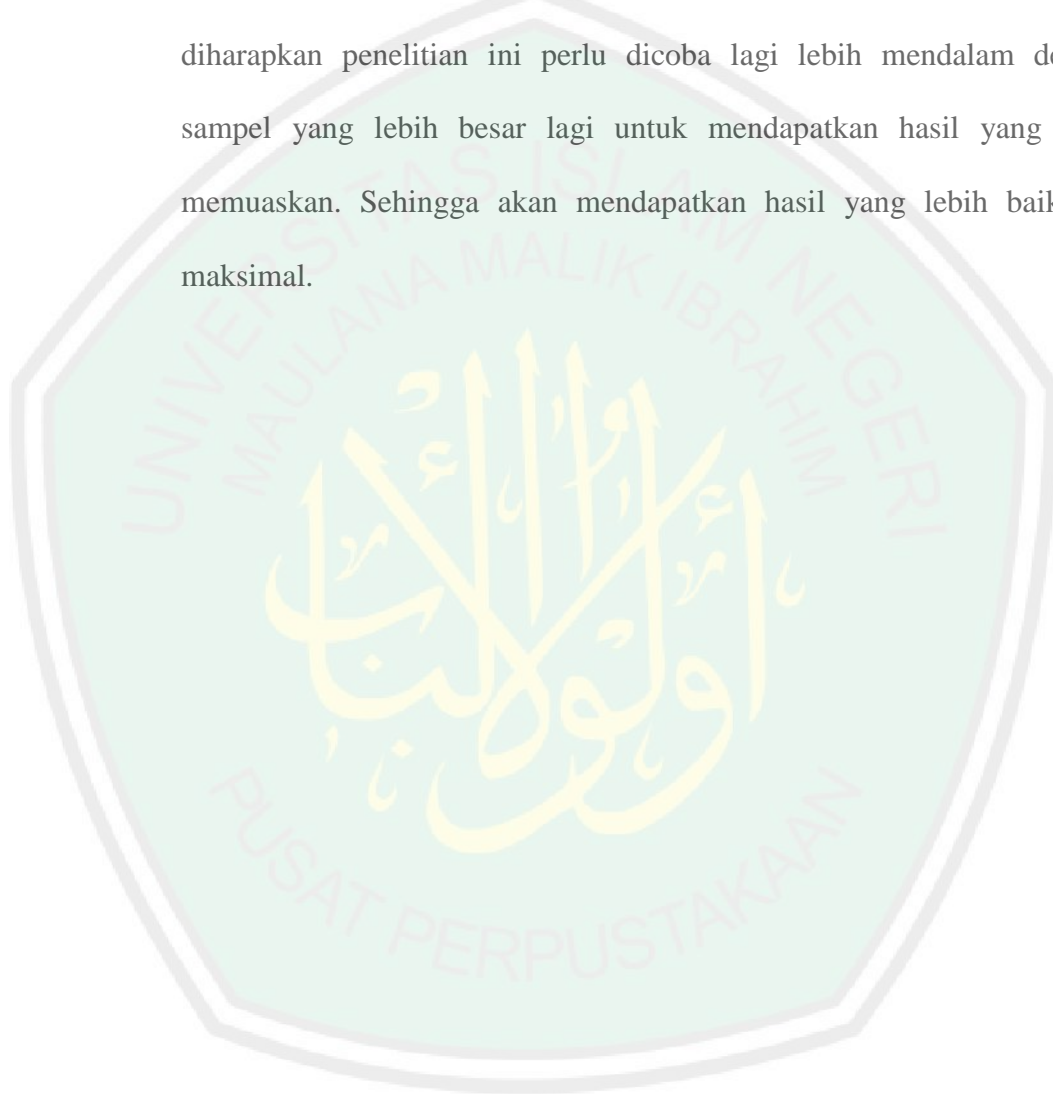 diharapkan penelitian ini perlu dicoba lagi lebih mendalam de
sampel yang lebih besar lagi untuk mendapatkan hasil yang
memuaskan. Sehingga akan mendapatkan hasil yang lebih baik
maksimal.
UNIVERSITAS ISLAM NEGERI
MAULANA MALIK IBRAHIM
أولوا الألباب
PUSAT PERPUSTAKAAN